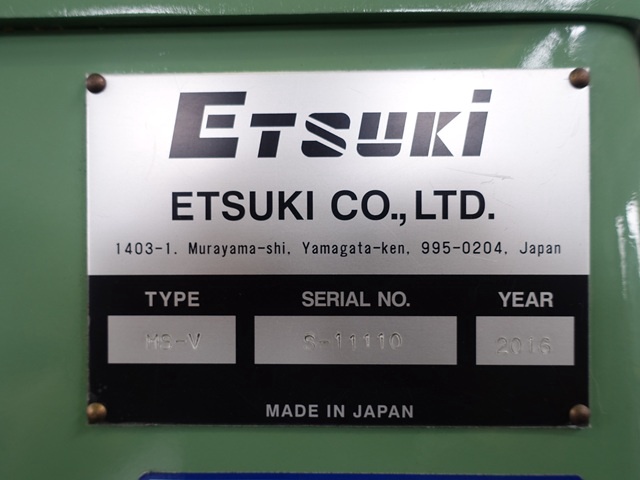 ETSUKI
ETSUKI CO., LTD.
1403-1. Murayama-shi, Yamagata-ken, 995-0204, Japan
TYPE SERIAL NO. YEAR
MS-V S-11110 2016
MADE IN JAPAN